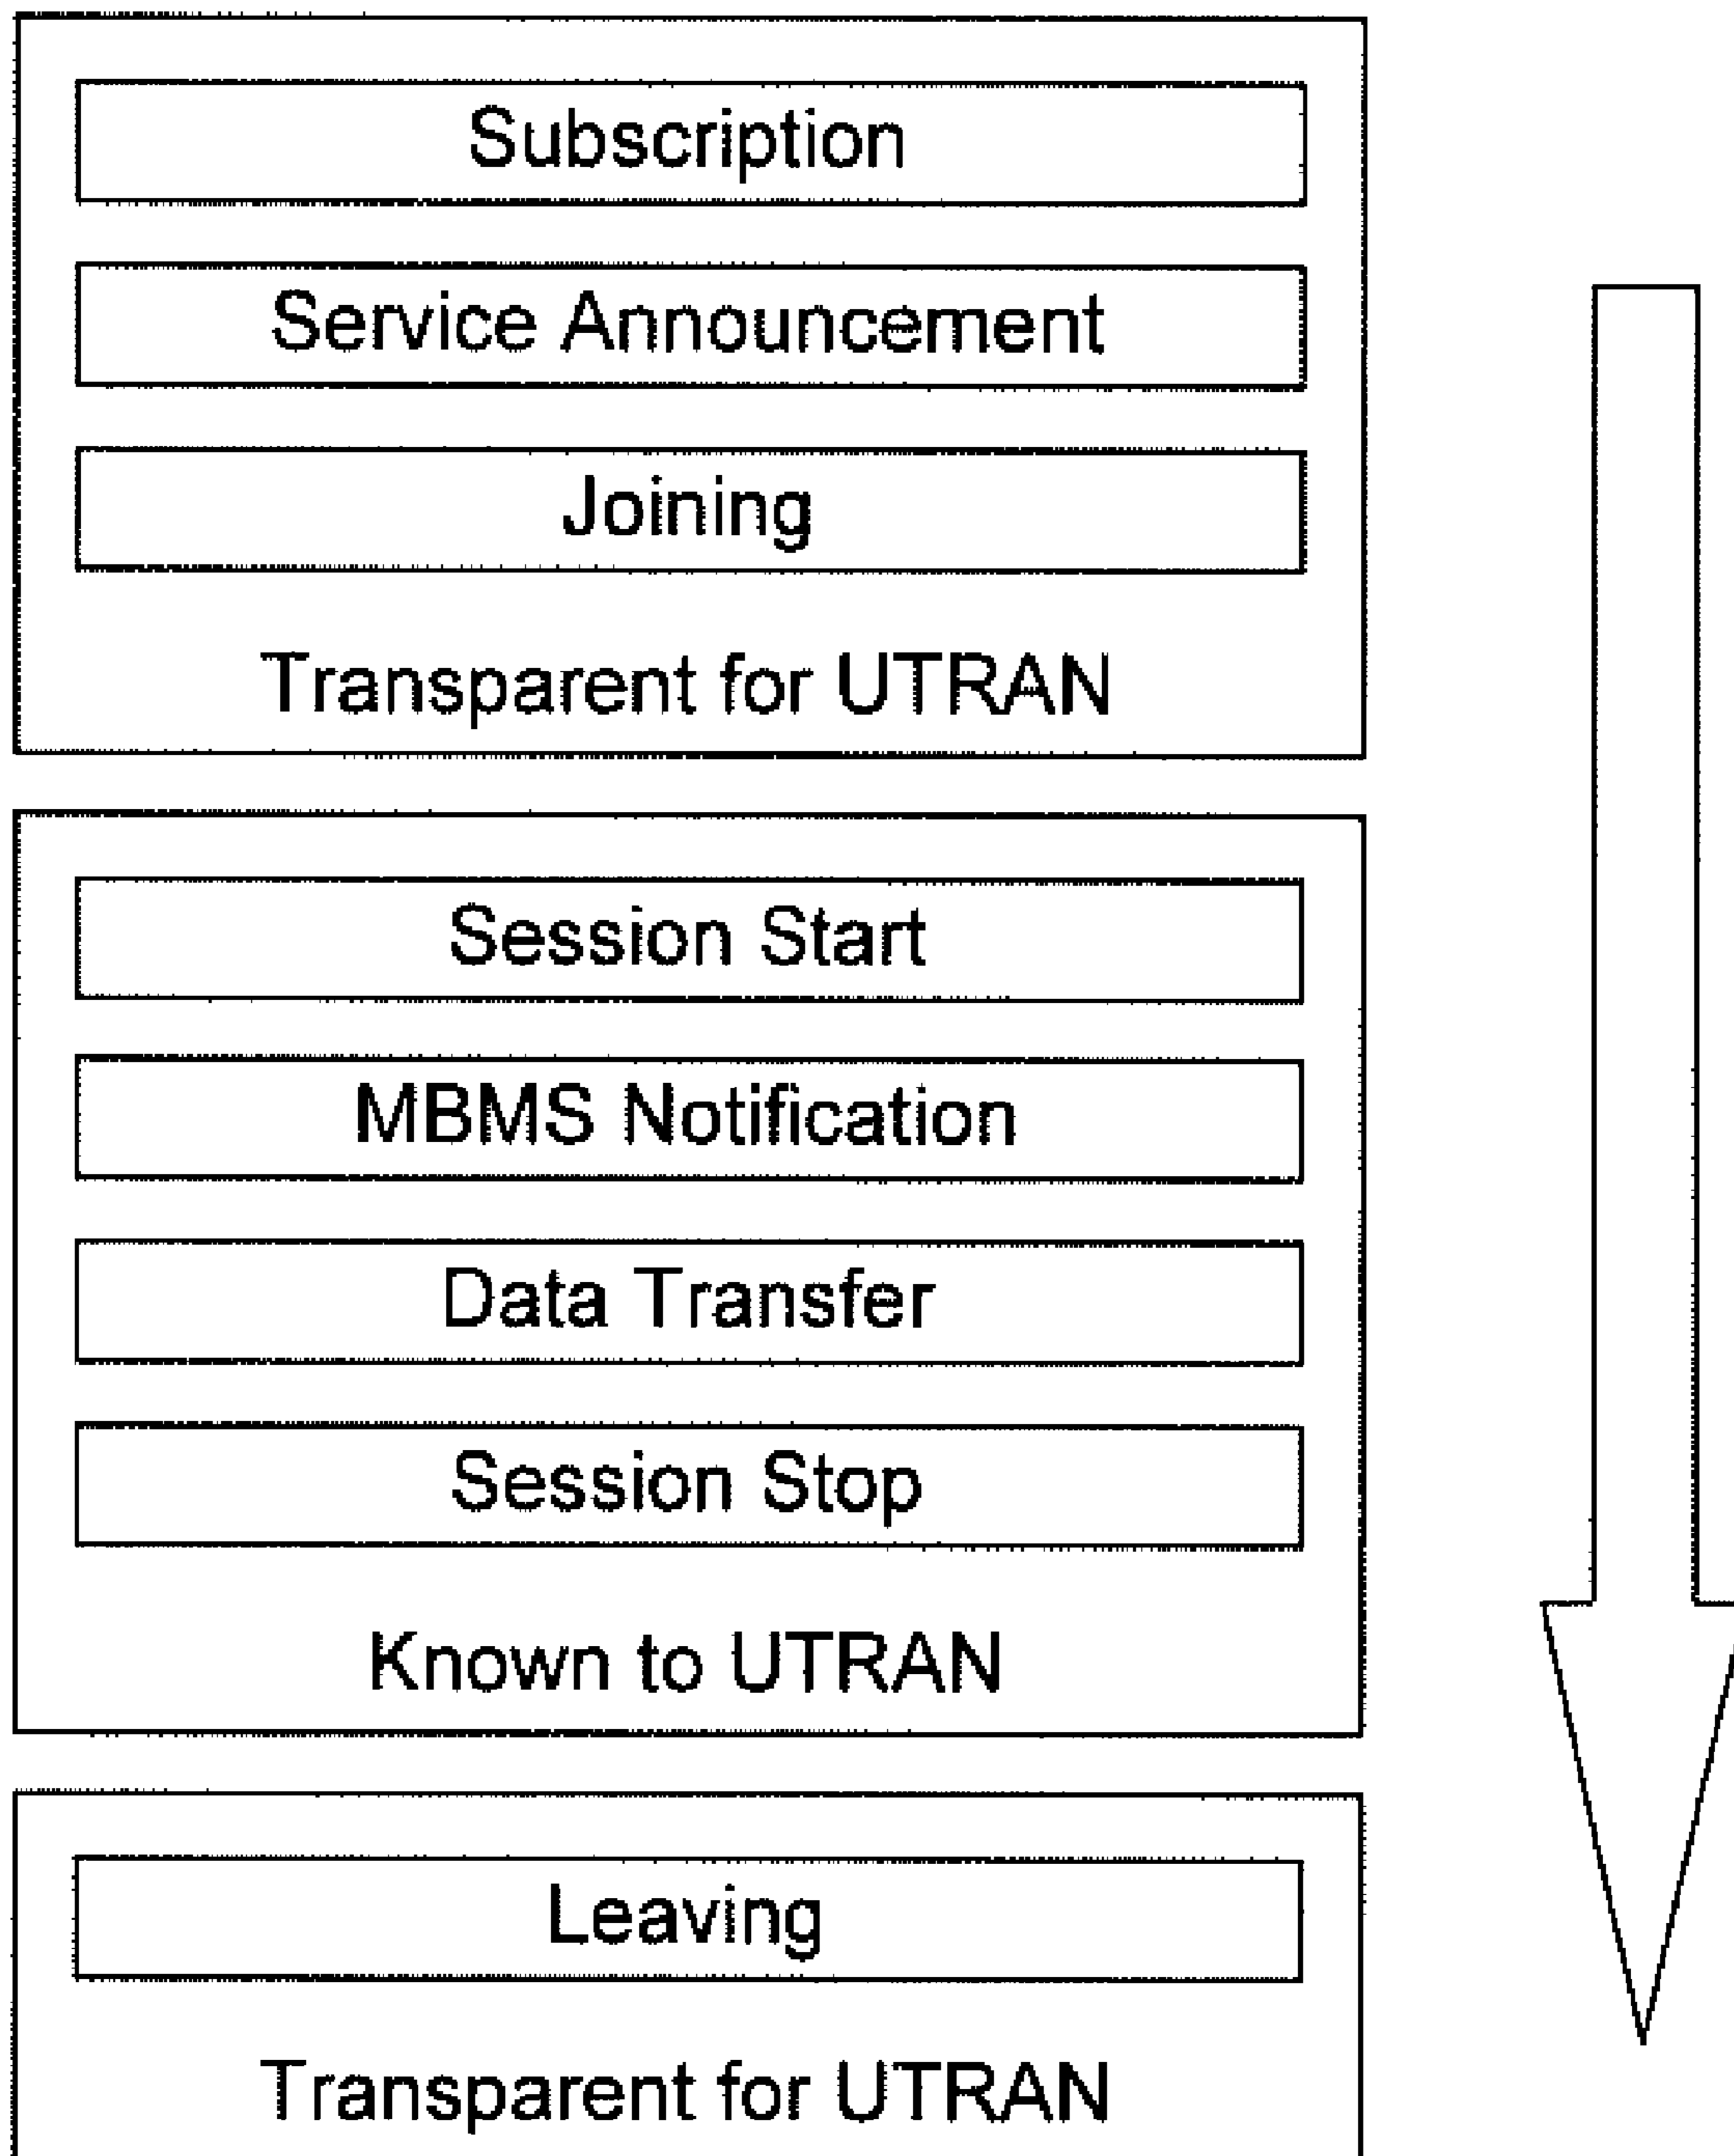 Subscription
Service Announcement
Joining
Transparent for UTRAN
Session Start
MBMS Notification
Data Transfer
Session Stop
Known to UTRAN
Leaving
Transparent for UTRAN